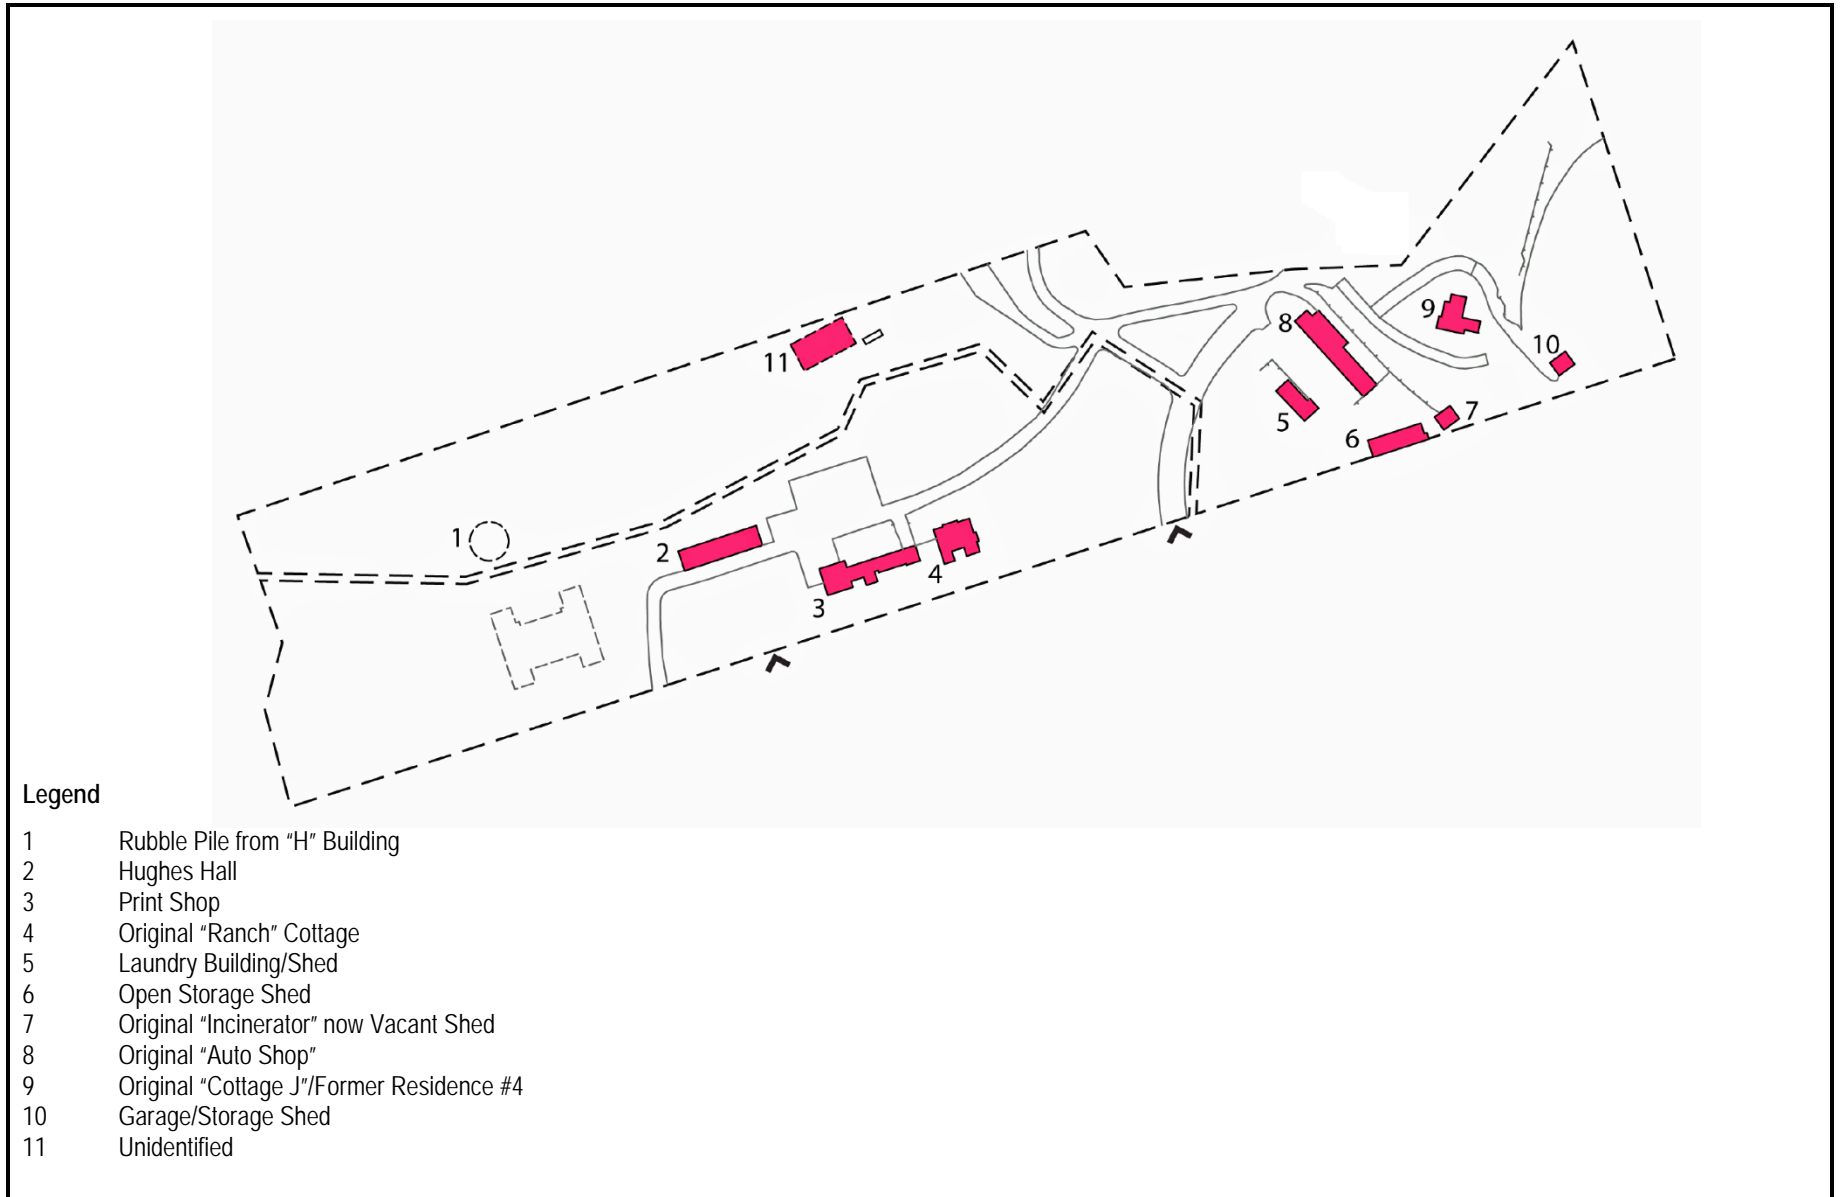 9
8
10
11
7
5
6
1
2
4
3
Legend
1 Rubble Pile from “H” Building
2 Hughes Hall
3 Print Shop
4 Original “Ranch” Cottage
5 Laundry Building/Shed
6 Open Storage Shed
7 Original “Incinerator” now Vacant Shed
8 Original “Auto Shop”
9 Original “Cottage J”/Former Residence #4
10 Garage/Storage Shed
11 Unidentified